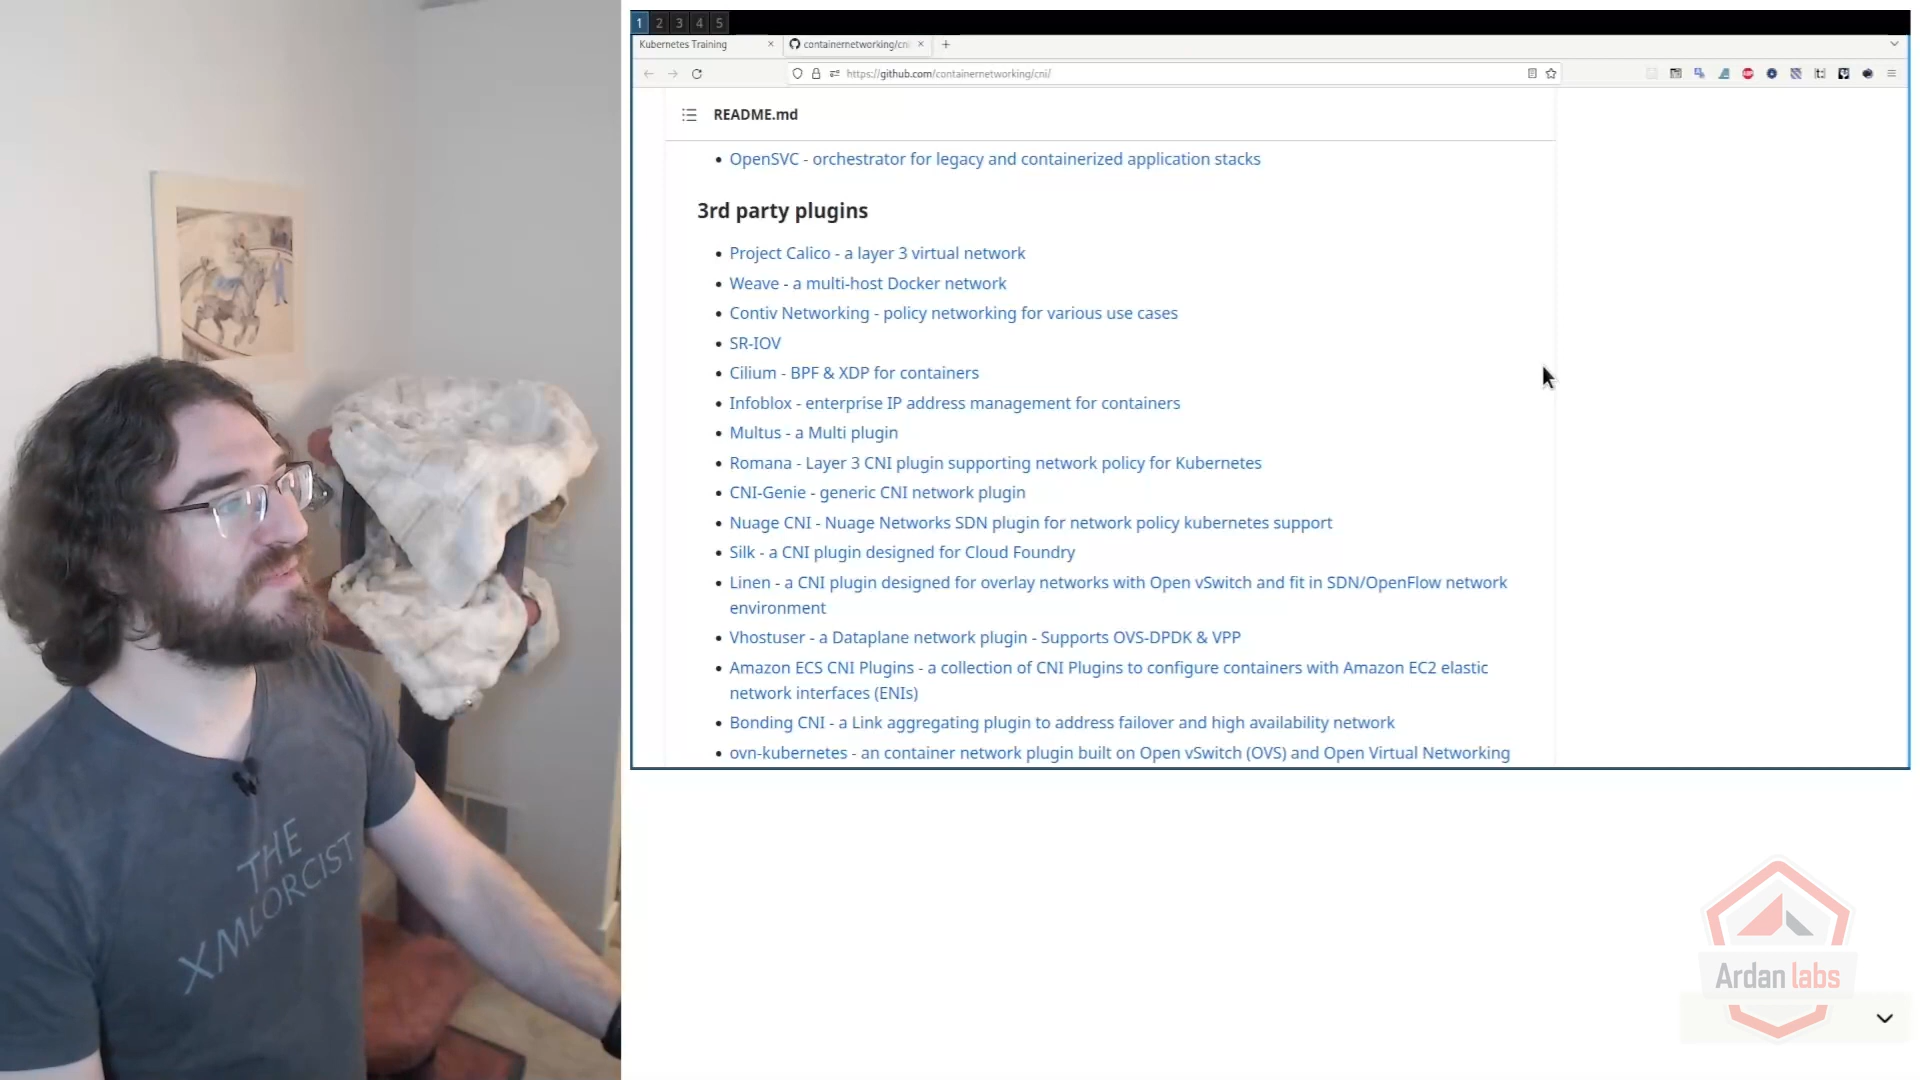 1 2 3 4 5
Kubernetes Training
containernetworking/cni
https://github.com/containernetworking/cni/
README.md
OpenSVC - orchestrator for legacy and containerized application stacks
3rd party plugins
Project Calico - a layer 3 virtual network
Weave - a multi-host Docker network
Contiv Networking - policy networking for various use cases
SR-IOV
Cilium - BPF & XDP for containers
Infoblox - enterprise IP address management for containers
Multus - a Multi plugin
Romana - Layer 3 CNI plugin supporting network policy for Kubernetes
CNI-Genie - generic CNI network plugin
Nuage CNI - Nuage Networks SDN plugin for network policy kubernetes support
Silk - a CNI plugin designed for Cloud Foundry
Linen - a CNI plugin designed for overlay networks with Open vSwitch and fit in SDN/OpenFlow network
environment
Vhostuser - a Dataplane network plugin - Supports OVS-DPDK & VPP
Amazon ECS CNI Plugins - a collection of CNI Plugins to configure containers with Amazon EC2 elastic
network interfaces (ENIs)
Bonding CNI - a Link aggregating plugin to address failover and high availability network
ovn-kubernetes - an container network plugin built on Open vSwitch (OVS) and Open Virtual Networking
THE
XMLORCIST
Ardan labs